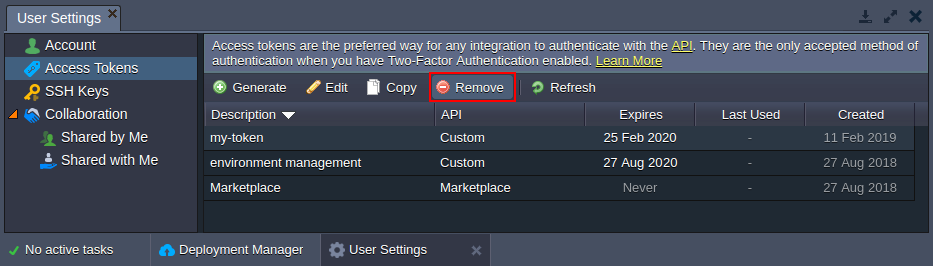 User Settings
Account
Access Tokens
SSH Keys
Collaboration
Shared by Me
Shared with Me
Access tokens are the preferred way for any integration to authenticate with the API. They are the only accepted method of
authentication when you have Two-Factor Authentication enabled. Learn More
Generate Edit Copy Remove Refresh
Description API Expires Last Used Created
my-token Custom 25 Feb 2020 - 11 Feb 2019
environment management Custom 27 Aug 2020 - 27 Aug 2018
Marketplace Marketplace Never - 27 Aug 2018
No active tasks Deployment Manager User Settings